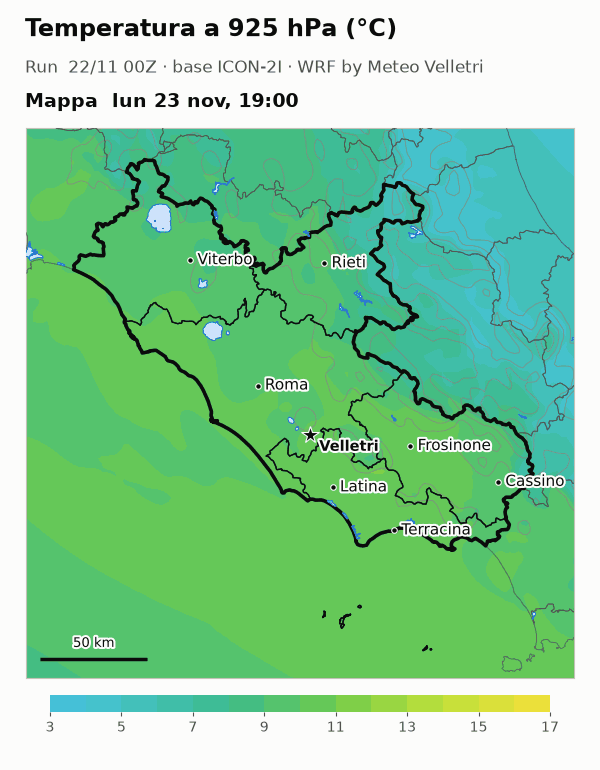 Temperatura a 925 hPa (°C)
Run  22/11 00Z · base ICON-2I · WRF by Meteo Velletri
Mappa  lun 23 nov, 19:00
Viterbo
Rieti
Roma
Velletri
Frosinone
Latina
Cassino
Terracina
50 km
3 5 7 9 11 13 15 17